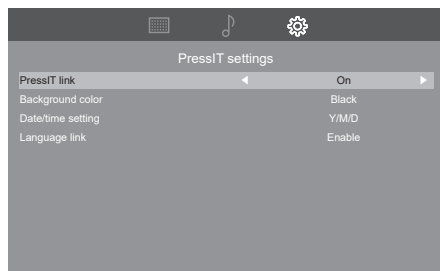 PressIT settings
PressIT link On
Background color Black
Date/time setting Y/M/D
Language link Enable